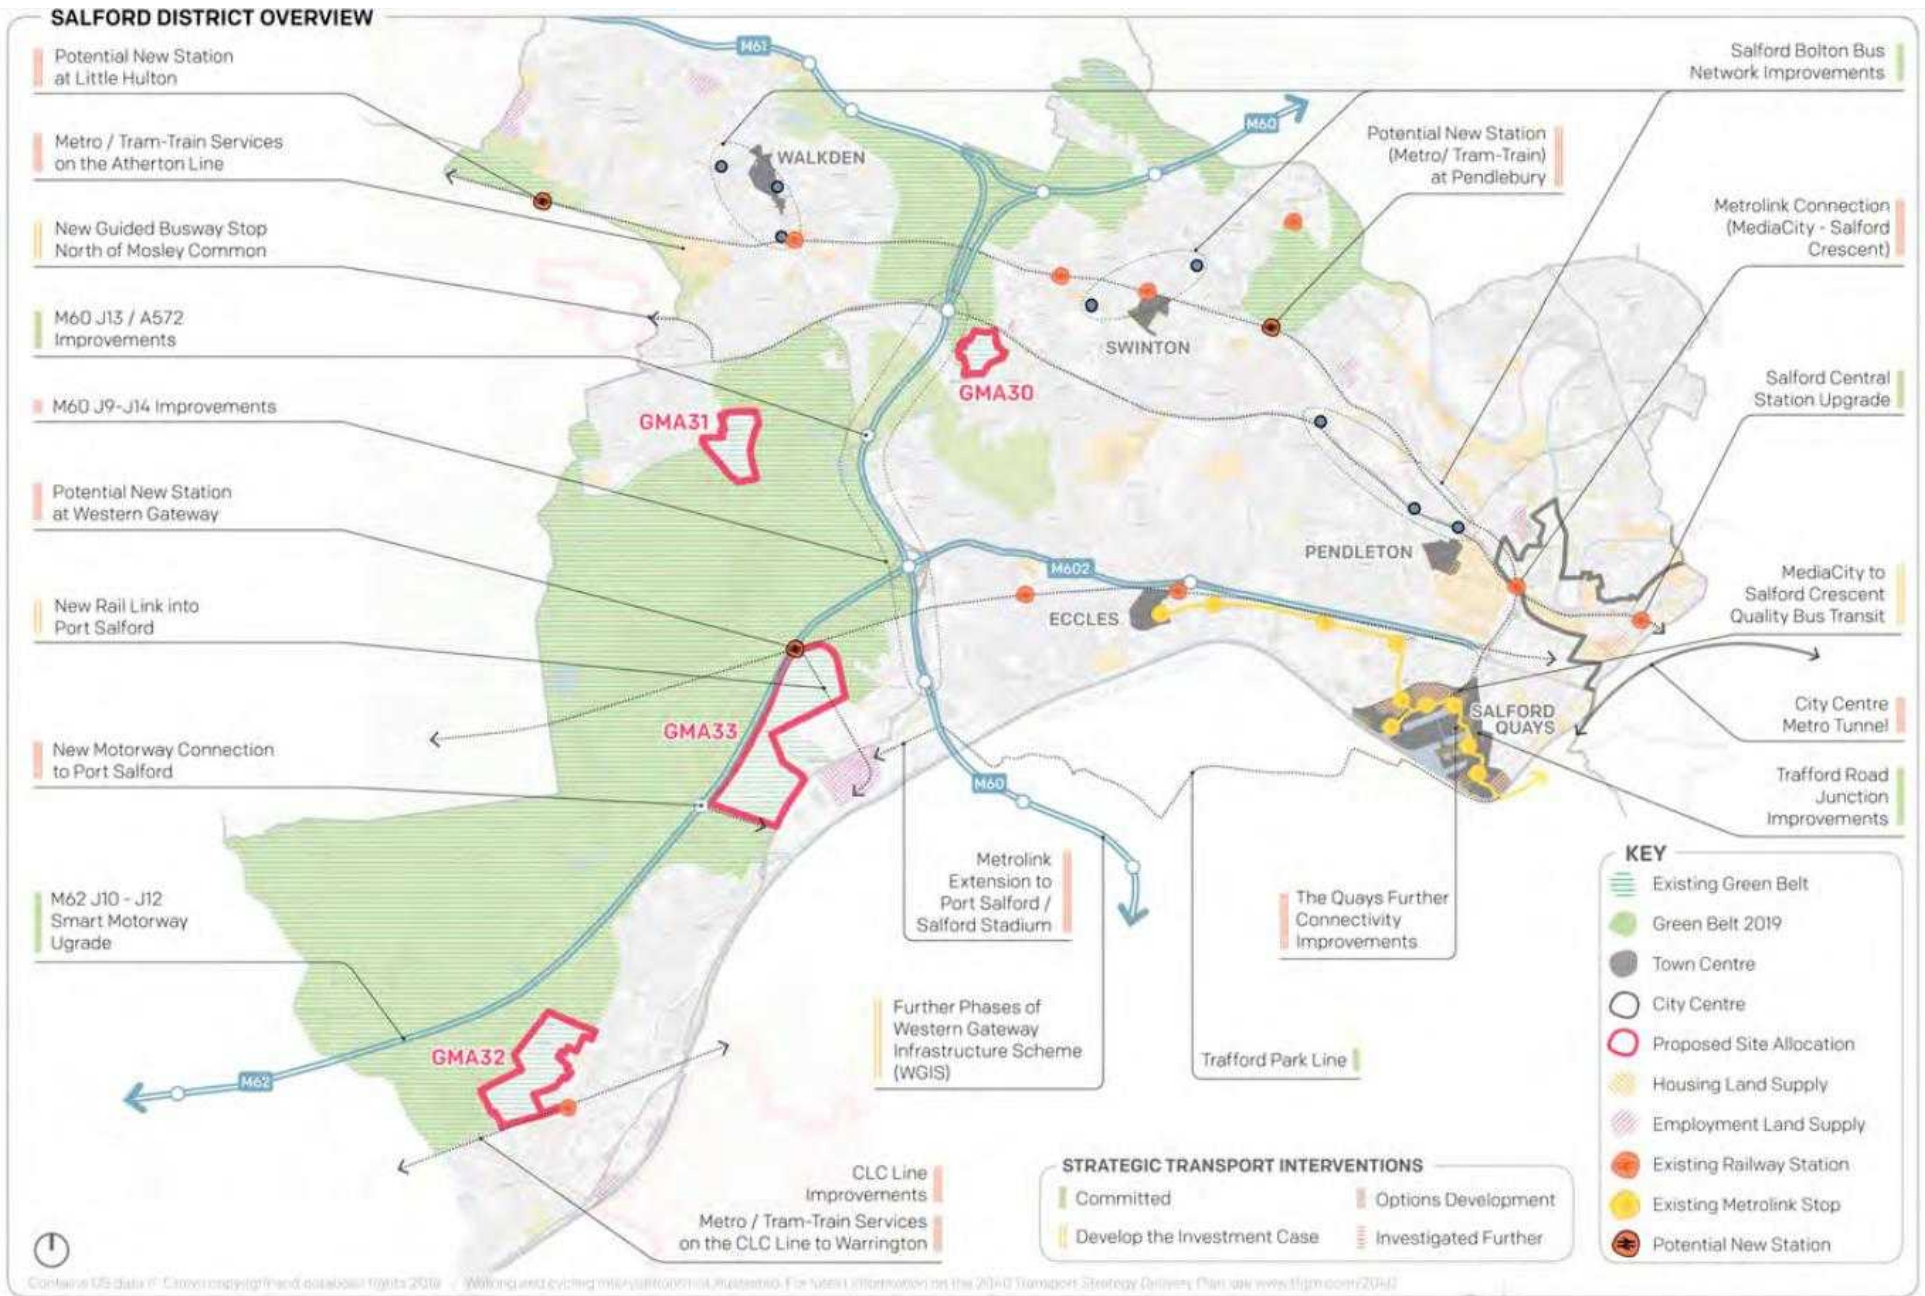 SALFORD DISTRICT OVERVIEW
Potential New Station
at Little Hulton
Metro / Tram-Train Services
on the Atherton Line
New Guided Busway Stop
North of Mosley Common
M60 J13 / A572
Improvements
M60 J9-J14 Improvements
Potential New Station
at Western Gateway
New Rail Link into
Port Salford
New Motorway Connection
to Port Salford
M62 J10 - J12
Smart Motorway
Ugrade
M61
M60
WALKDEN
SWINTON
GMA30
GMA31
M602
ECCLES
PENDLETON
GMA33
SALFORD
QUAYS
M60
GMA32
M62
Salford Bolton Bus
Network Improvements
Potential New Station
(Metro/ Tram-Train)
at Pendlebury
Metrolink Connection
(MediaCity - Salford
Crescent)
Salford Central
Station Upgrade
MediaCity to
Salford Crescent
Quality Bus Transit
City Centre
Metro Tunnel
Trafford Road
Junction
Improvements
Metrolink
Extension to
Port Salford /
Salford Stadium
The Quays Further
Connectivity
Improvements
Further Phases of
Western Gateway
Infrastructure Scheme
(WGIS)
Trafford Park Line
CLC Line
Improvements
Metro / Tram-Train Services
on the CLC Line to Warrington
STRATEGIC TRANSPORT INTERVENTIONS
Committed
Options Development
Develop the Investment Case
Investigated Further
KEY
Existing Green Belt
Green Belt 2019
Town Centre
City Centre
Proposed Site Allocation
Housing Land Supply
Employment Land Supply
Existing Railway Station
Existing Metrolink Stop
Potential New Station